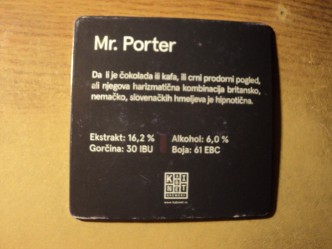 Mr. Porter
Da li je čokolada ili kafa, ili crni prodorni pogled,
ali njegova harizmatična kombinacija britansko,
nemačko, slovenačkih hmeljeva je hipnotična.
Ekstrakt: 16,2 % Alkohol: 6,0 %
Gorčina: 30 IBU Boja: 61 EBC